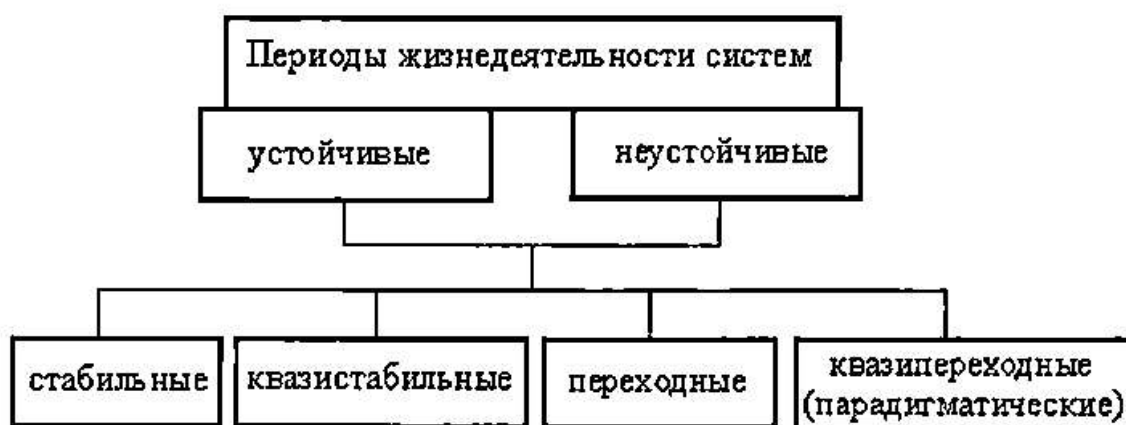 Периоды жизнедеятельности систем
устойчивые
неустойчивые
стабильные
квазистабильные
переходные
квазипереходные
(парадигматические)